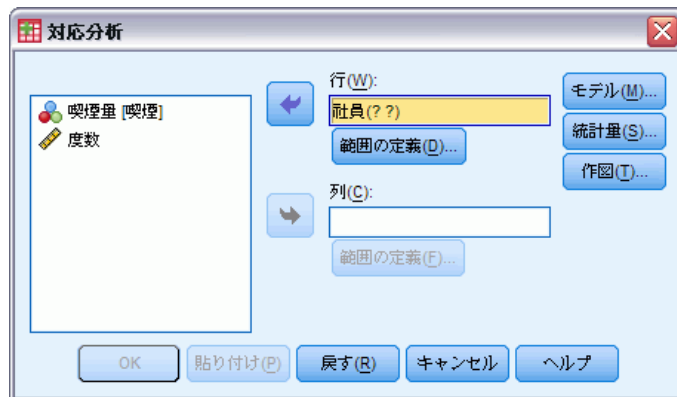 対応分析
行(W):
喫煙量 [喫煙]
度数
社員(? ?)
範囲の定義(D)...
列(C):
範囲の定義(F)...
モデル(M)...
統計量(S)...
作図(T)...
OK
貼り付け(P)
戻す(R)
キャンセル
ヘルプ